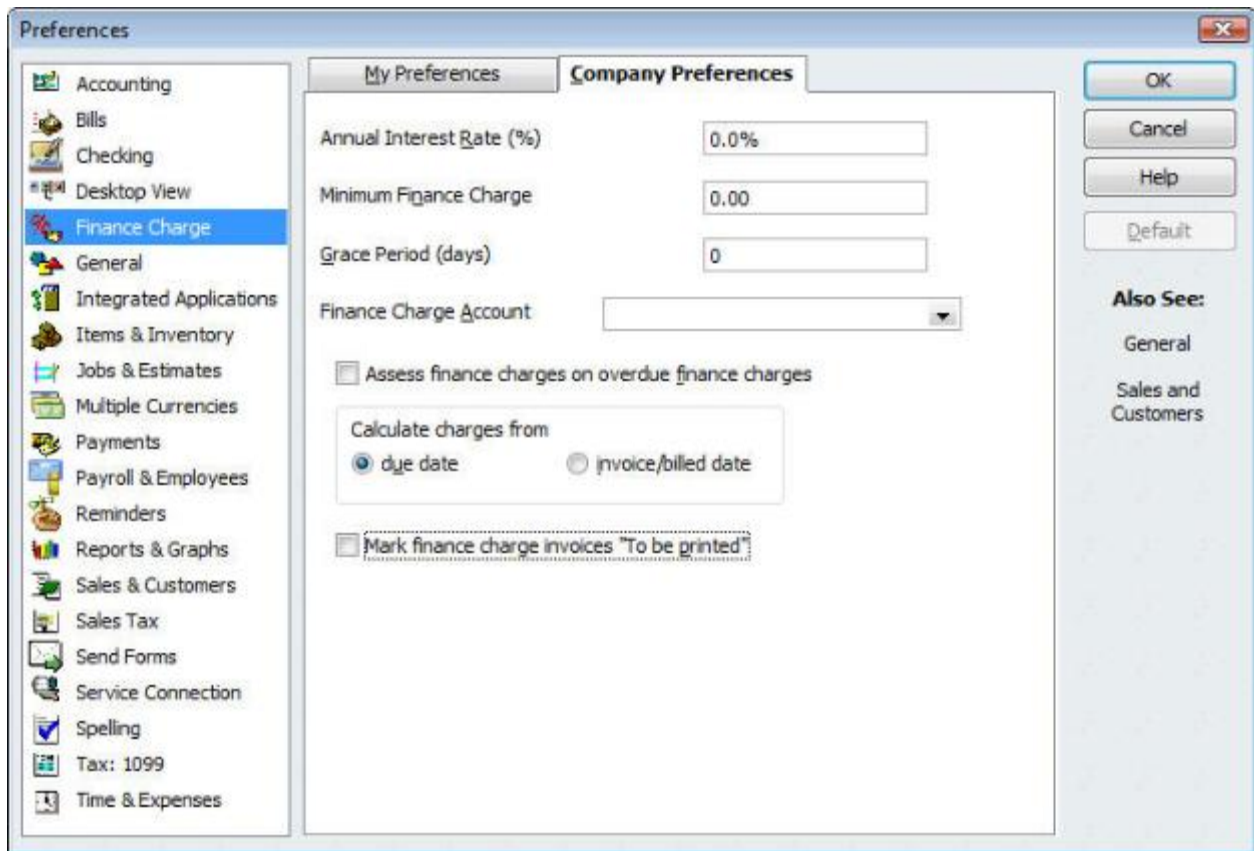 Preferences
Accounting
Bills
Checking
Desktop View
Finance Charge
General
Integrated Applications
Items & Inventory
Jobs & Estimates
Multiple Currencies
Payments
Payroll & Employees
Reminders
Reports & Graphs
Sales & Customers
Sales Tax
Send Forms
Service Connection
Spelling
Tax: 1099
Time & Expenses
My Preferences
Company Preferences
Annual Interest Rate (%)
0.0%
Minimum Finance Charge
0.00
Grace Period (days)
0
Finance Charge Account
Assess finance charges on overdue finance charges
Calculate charges from
due date
invoice/billed date
Mark finance charge invoices "To be printed"
OK
Cancel
Help
Default
Also See:
General
Sales and
Customers